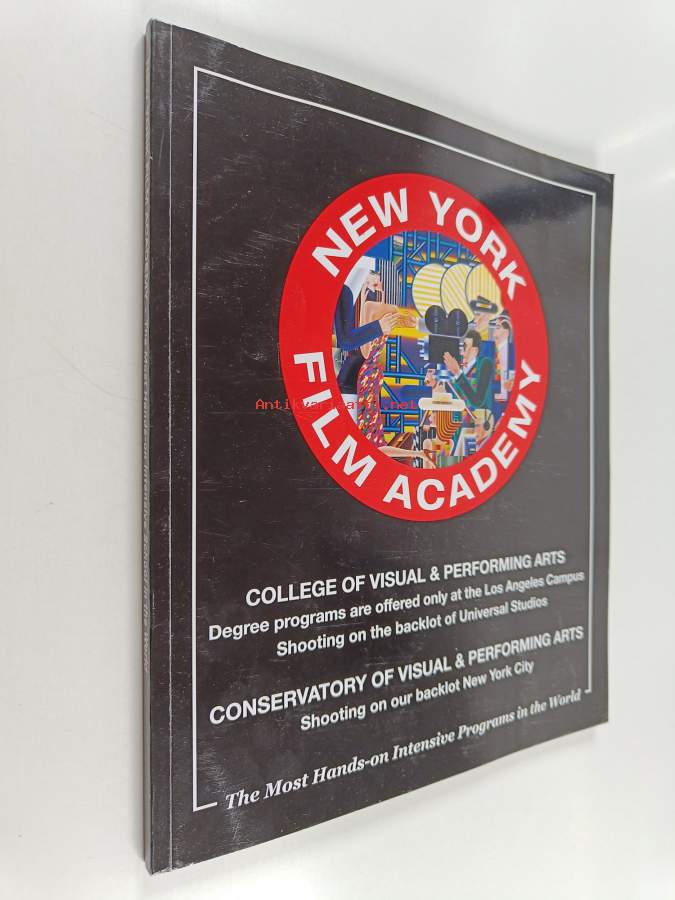 NEW YORK
FILM ACADEMY
Antikvariaatti.net
COLLEGE OF VISUAL & PERFORMING ARTS
Degree programs are offered only at the Los Angeles Campus
Shooting on the backlot of Universal Studios
CONSERVATORY OF VISUAL & PERFORMING ARTS
Shooting on our backlot New York City
The Most Hands-on Intensive Programs in the World